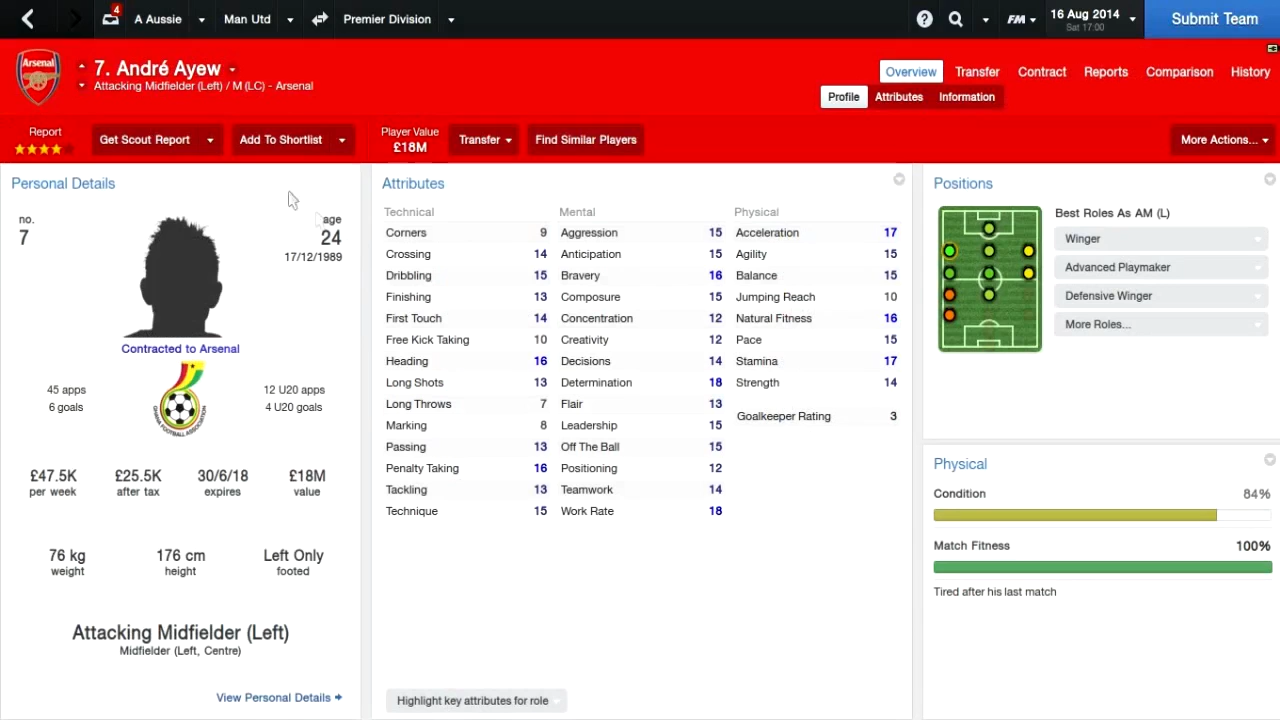 4 A Aussie Man Utd Premier Division FM 16 Aug 2014 Submit Team
Sat 17:00
Arsenal
7. André Ayew
Attacking Midfielder (Left) / M (LC) - Arsenal
Overview Transfer Contract Reports Comparison History
Profile Attributes Information
Report
Get Scout Report
Add To Shortlist
Player Value
£18M
Transfer
Find Similar Players
More Actions...
Personal Details
no.
7
age
24
17/12/1989
Contracted to Arsenal
45 apps
6 goals
GHANA FOOTBALL ASSOCIATION
12 U20 apps
4 U20 goals
£47.5K £25.5K 30/6/18 £18M
per week after tax expires value
76 kg 176 cm Left Only
weight height footed
Attacking Midfielder (Left)
Midfielder (Left, Centre)
View Personal Details
Attributes
Technical Mental Physical
Corners 9 Aggression 15 Acceleration 17
Crossing 14 Anticipation 15 Agility 15
Dribbling 15 Bravery 16 Balance 15
Finishing 13 Composure 15 Jumping Reach 10
First Touch 14 Concentration 12 Natural Fitness 16
Free Kick Taking 10 Creativity 12 Pace 15
Heading 16 Decisions 14 Stamina 17
Long Shots 13 Determination 18 Strength 14
Long Throws 7 Flair 13
Goalkeeper Rating 3
Marking 8 Leadership 15
Passing 13 Off The Ball 15
Penalty Taking 16 Positioning 12
Tackling 13 Teamwork 14
Technique 15 Work Rate 18
Highlight key attributes for role
Positions
Best Roles As AM (L)
Winger
Advanced Playmaker
Defensive Winger
More Roles...
Physical
Condition 84%
Match Fitness 100%
Tired after his last match